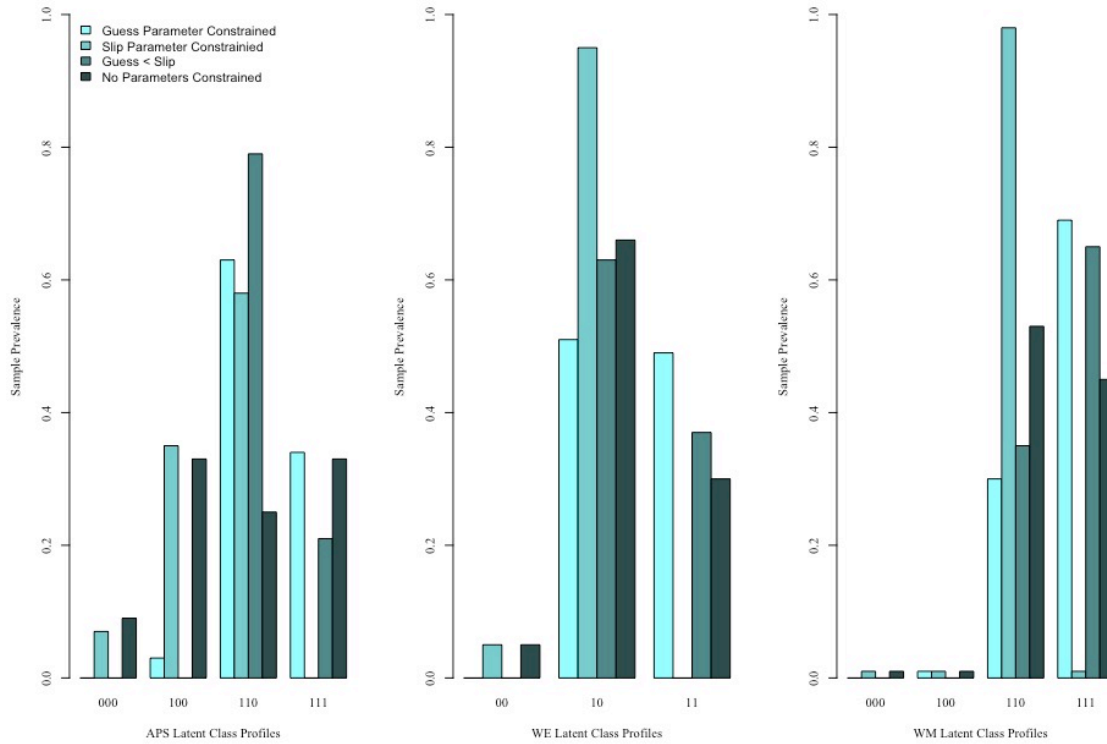 Guess Parameter Constrained
Slip Parameter Constrainied
Guess < Slip
No Parameters Constrained
Sample Prevalence
1.0
0.8
0.6
0.4
0.2
0.0
000 100 110 111
APS Latent Class Profiles
Sample Prevalence
1.0
0.8
0.6
0.4
0.2
0.0
00 10 11
WE Latent Class Profiles
Sample Prevalence
1.0
0.8
0.6
0.4
0.2
0.0
000 100 110 111
WM Latent Class Profiles